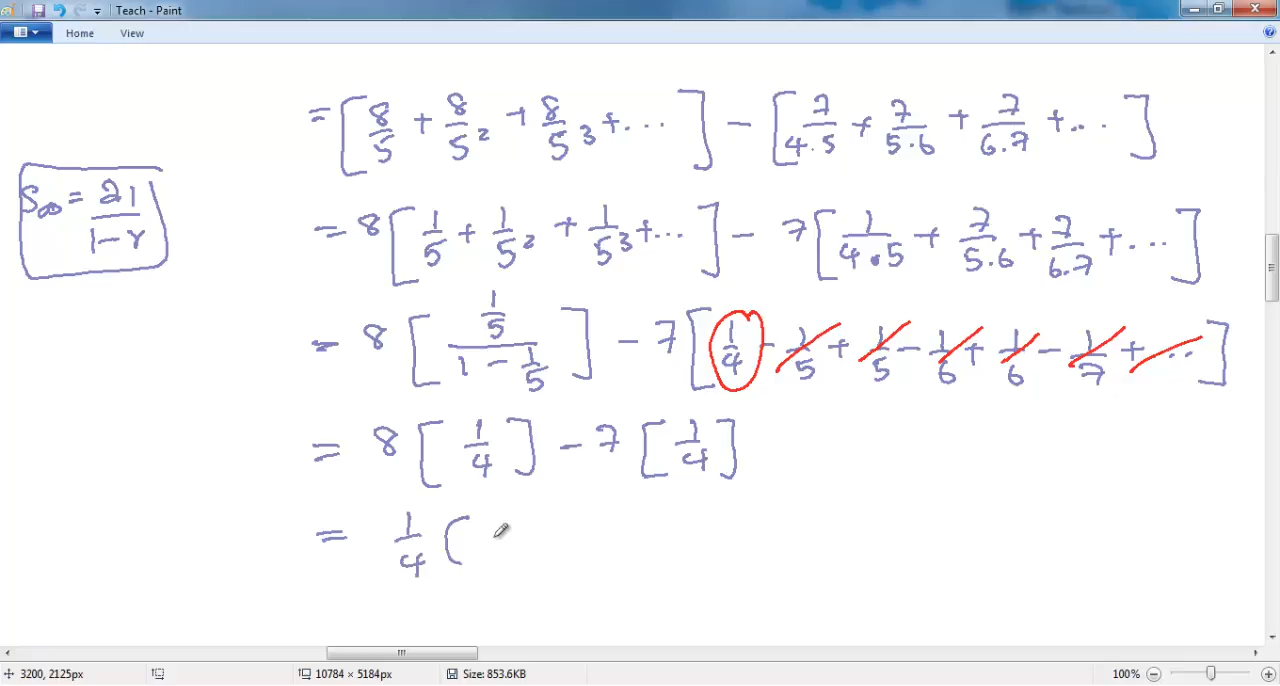 Teach - Paint
Home View
= [8/5 + 8/5² + 8/5³ + ...] - [7/4.5 + 7/5.6 + 7/6.7 + ...]
S∞ = a1/1-r
= 8 [1/5 + 1/5² + 1/5³ + ...] - 7 [1/4.5 + 7/5.6 + 7/6.7 + ...]
= 8 [1/5 / 1 - 1/5] - 7 [1/4 - 1/5 + 1/5 - 1/6 + 1/6 - 1/7 + ...]
= 8 [1/4] - 7 [1/4]
= 1/4 (
3200, 2125px 10784 × 5184px Size: 853.6KB 100%